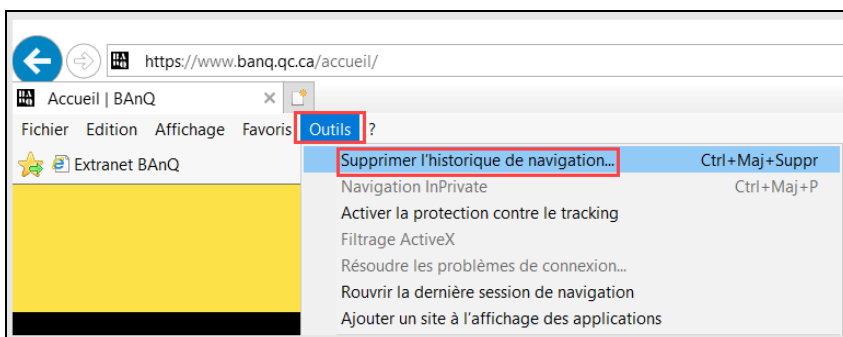 https://www.banq.qc.ca/accueil/
Accueil | BAnQ
Fichier Edition Affichage Favoris Outils ?
Extranet BAnQ
Supprimer l'historique de navigation... Ctrl+Maj+Suppr
Navigation InPrivate Ctrl+Maj+P
Activer la protection contre le tracking
Filtrage ActiveX
Résoudre les problèmes de connexion...
Rouvrir la dernière session de navigation
Ajouter un site à l'affichage des applications